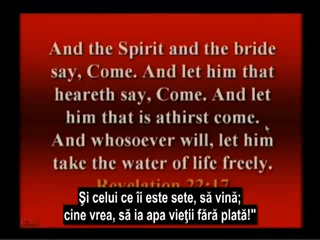 And the Spirit and the bride
say, Come. And let him that
heareth say, Come. And let
him that is athirst come.
And whosoever will, let him
take the water of life freely.
Revelation 22:17
Şi celui ce îi este sete, să vină;
cine vrea, să ia apa vieţii fără plată!"